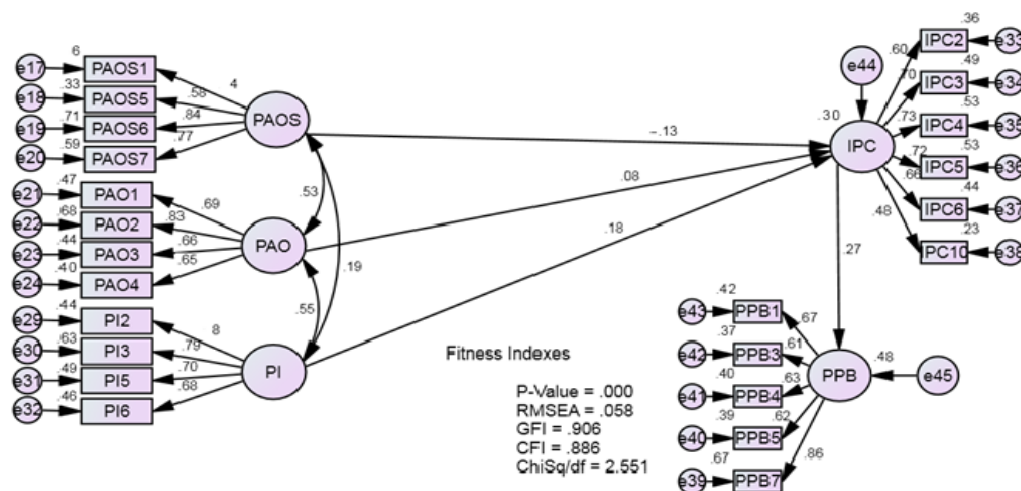 6
e17 PAOS1
4
.33
e18 PAOS5 .58
.71 .84
e19 PAOS6
.59 .77
e20 PAOS7
PAOS
.47
e21 PAO1 .69
.68 .83
e22 PAO2
.44 .66
e23 PAO3
.40 .65
e24 PAO4
PAO
.44
e29 PI2 8
.63 .79
e30 PI3
.49 .70
e31 PI5
.46 .68
e32 PI6
PI
.53
.19
.55
-.13
.08
.18
e44
.30
IPC
.36
.60 IPC2 e33
.49
.70 IPC3 e34
.53
.73 IPC4 e35
.53
.72 IPC5 e36
.44
.66 IPC6 e37
.23
.48 IPC10 e38
.27
.42
e43 PPB1 .67
.37
e42 PPB3 .61
.40
e41 PPB4 .63
.39
e40 PPB5 .62
.67
e39 PPB7 .86
PPB
.48
e45
Fitness Indexes
P-Value = .000
RMSEA = .058
GFI = .906
CFI = .886
ChiSq/df = 2.551